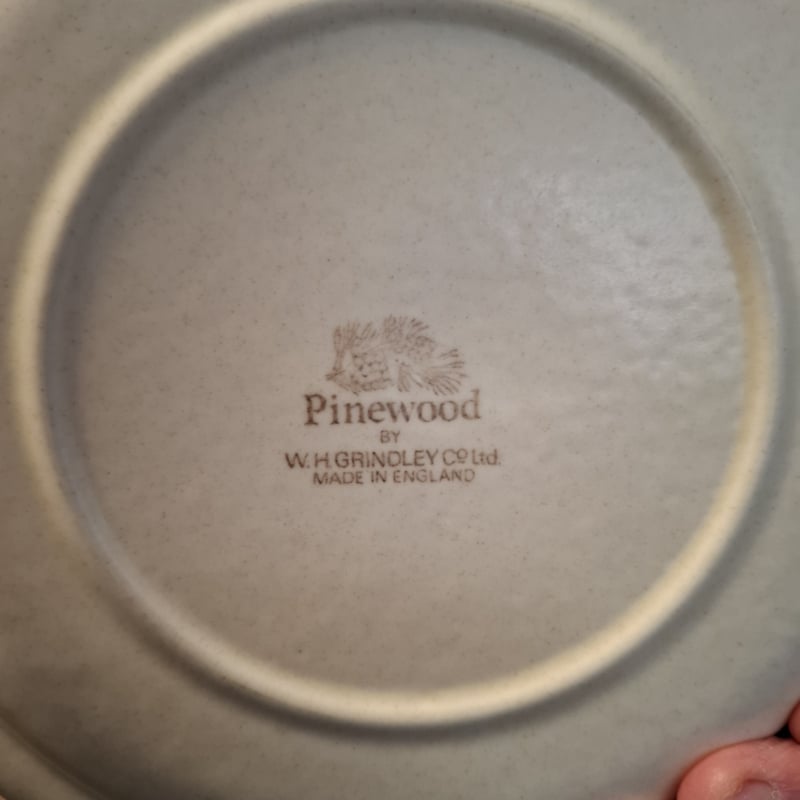 Pinewood
BY
W.H.GRINDLEY Cº Ltd.
MADE IN ENGLAND